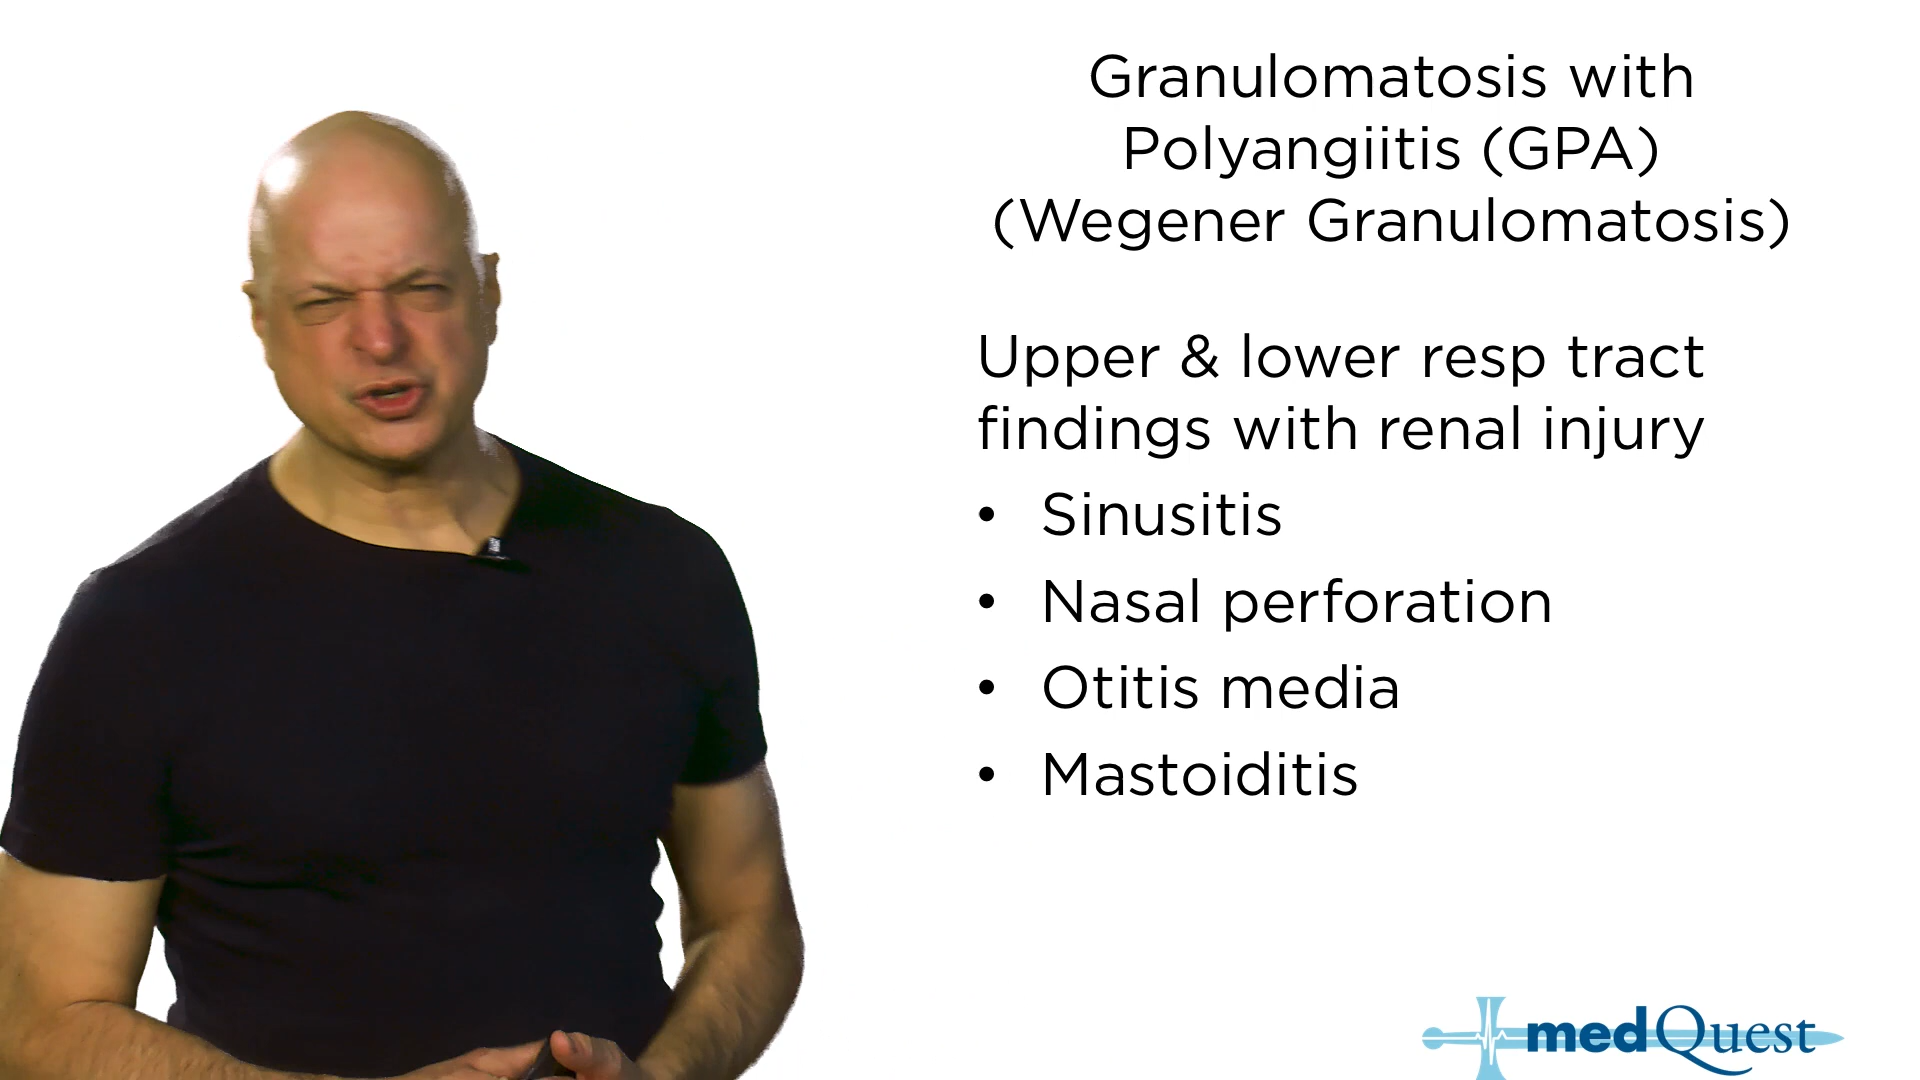 Granulomatosis with
Polyangiitis (GPA)
(Wegener Granulomatosis)
Upper & lower resp tract
findings with renal injury
• Sinusitis
• Nasal perforation
• Otitis media
• Mastoiditis
medQuest